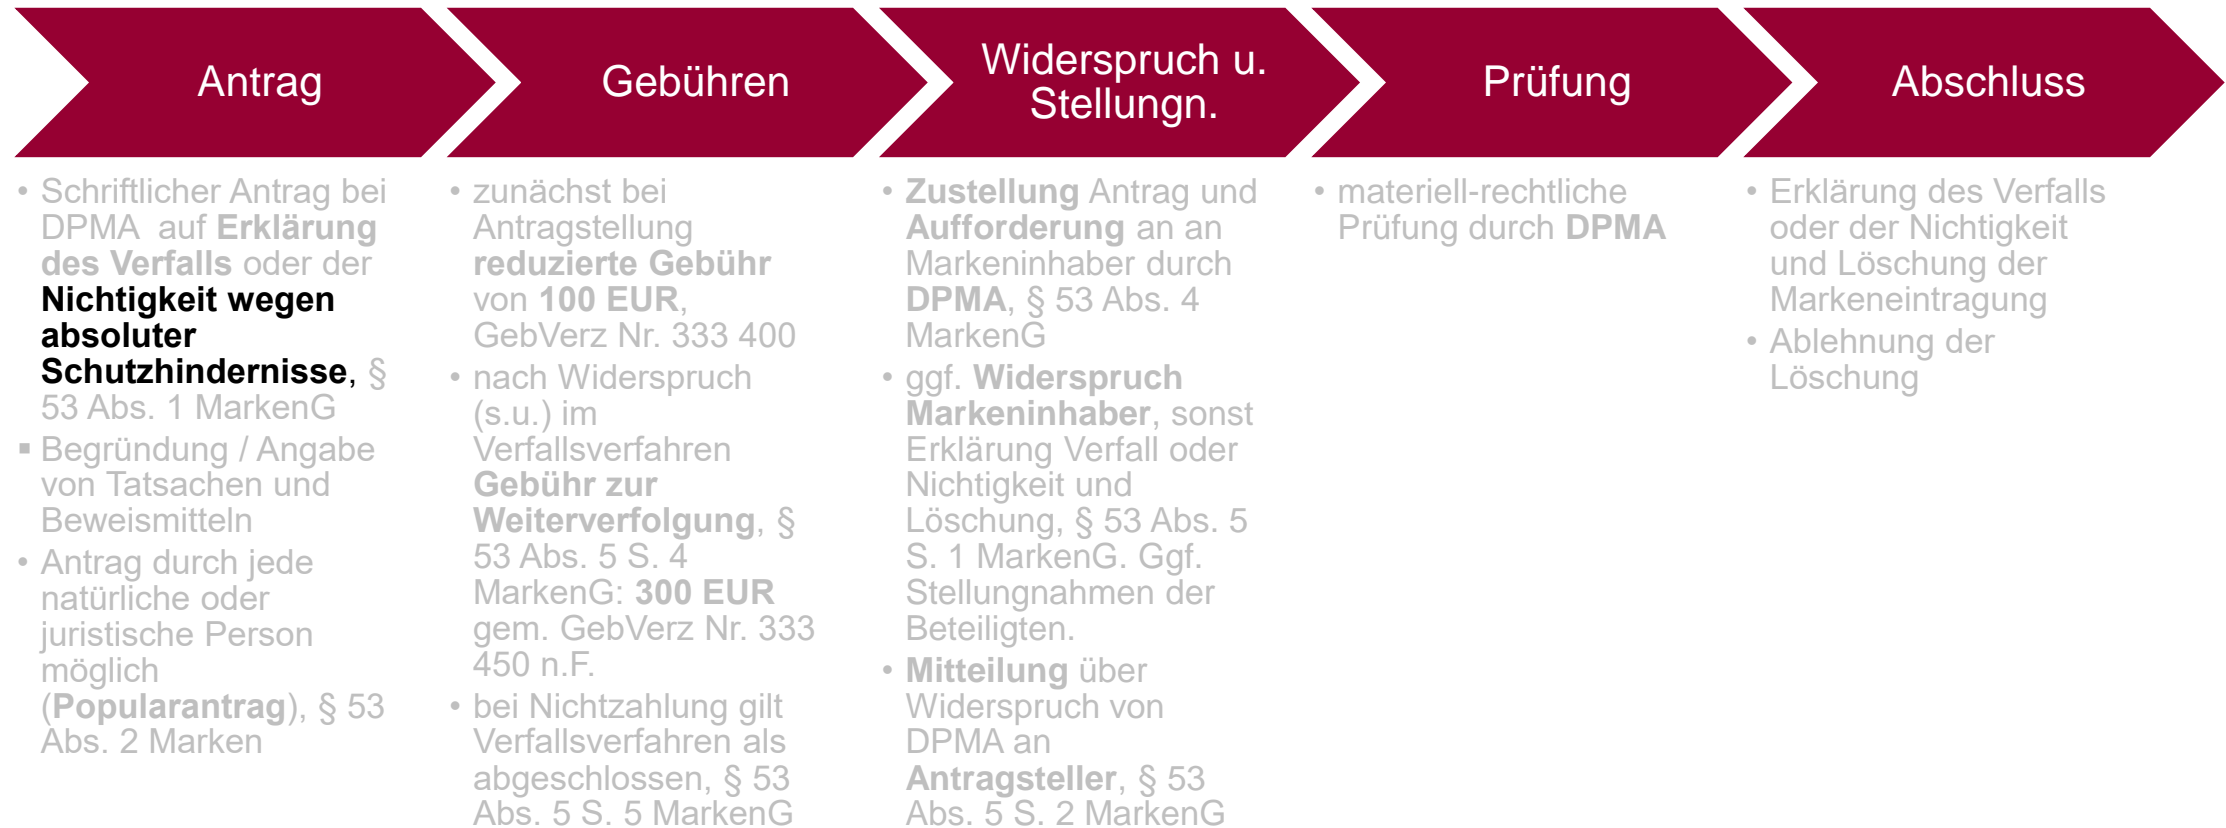 Antrag
Gebühren
Widerspruch u.
Stellungn.
Prüfung
Abschluss
• Schriftlicher Antrag bei
DPMA auf Erklärung
des Verfalls oder der
Nichtigkeit wegen
absoluter
Schutzhindernisse, §
53 Abs. 1 MarkenG
▪ Begründung / Angabe
von Tatsachen und
Beweismitteln
• Antrag durch jede
natürliche oder
juristische Person
möglich
(Popularantrag), § 53
Abs. 2 Marken
• zunächst bei
Antragstellung
reduzierte Gebühr
von 100 EUR,
GebVerz Nr. 333 400
• nach Widerspruch
(s.u.) im
Verfallsverfahren
Gebühr zur
Weiterverfolgung, §
53 Abs. 5 S. 4
MarkenG: 300 EUR
gem. GebVerz Nr. 333
450 n.F.
• bei Nichtzahlung gilt
Verfallsverfahren als
abgeschlossen, § 53
Abs. 5 S. 5 MarkenG
• Zustellung Antrag und
Aufforderung an an
Markeninhaber durch
DPMA, § 53 Abs. 4
MarkenG
• ggf. Widerspruch
Markeninhaber, sonst
Erklärung Verfall oder
Nichtigkeit und
Löschung, § 53 Abs. 5
S. 1 MarkenG. Ggf.
Stellungnahmen der
Beteiligten.
• Mitteilung über
Widerspruch von
DPMA an
Antragsteller, § 53
Abs. 5 S. 2 MarkenG
• materiell-rechtliche
Prüfung durch DPMA
• Erklärung des Verfalls
oder der Nichtigkeit
und Löschung der
Markeneintragung
• Ablehnung der
Löschung